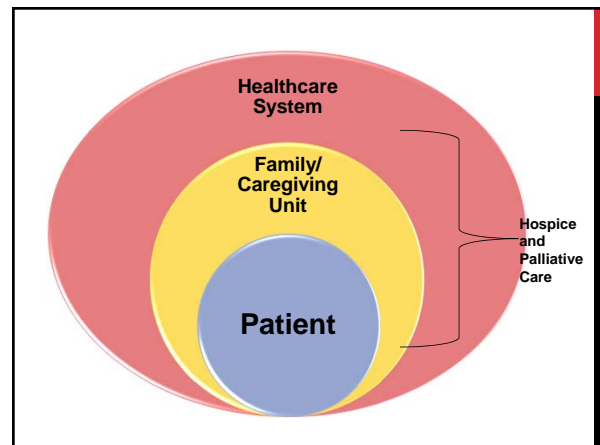 Healthcare
System
Family/
Caregiving
Unit
Hospice
and
Palliative
Care
Patient